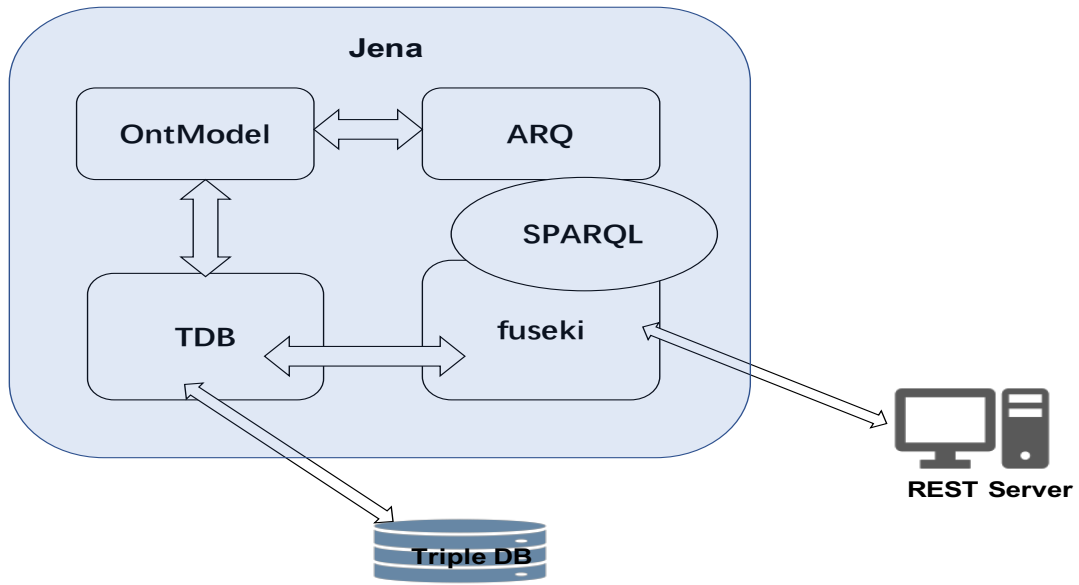 Jena
OntModel
ARQ
SPARQL
TDB
fuseki
REST Server
Triple DB